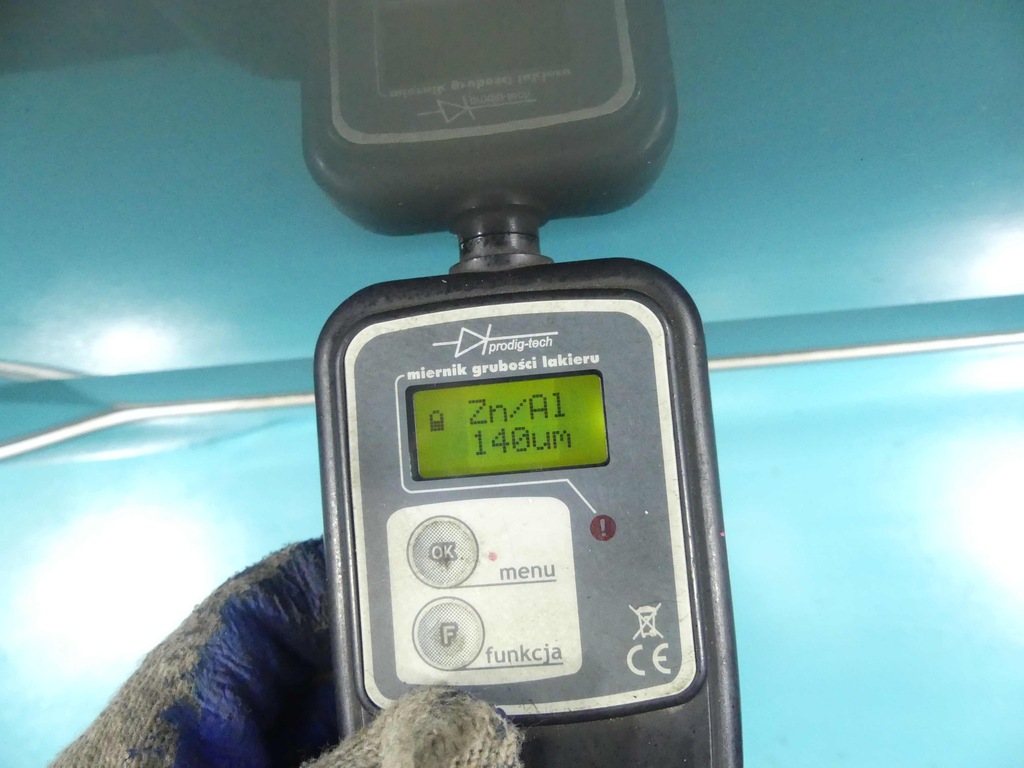 prodig-tech
miernik grubości lakieru
Zn/Al
140um
!
OK
menu
F
funkcja
CE